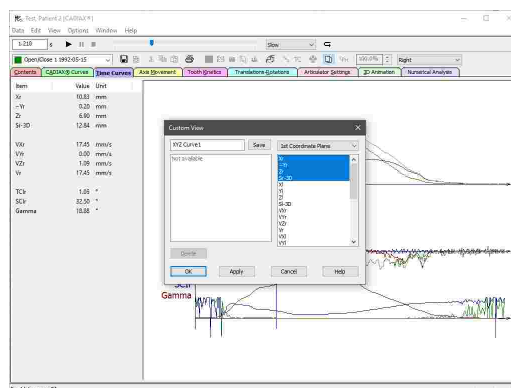 Test, Patient 2 [CADIAX®]
Data Edit View Options Window Help
1-218 s Slow
Open/Close 1 1992-05-15 100.0% Right
Contents CADIAX® Curves Time Curves Axis Movement Tooth Kinetics Translations-Rotations Articulator Settings 3D Animation Numerical Analysis
Item Value Unit
Xr 10.83 mm
-Yr 0.20 mm
Zr 6.90 mm
Sr-3D 12.84 mm
VXr 17.45 mm/s
VYr 0.00 mm/s
VZr 1.09 mm/s
Vr 17.45 mm/s
TCIr °
SCIr 32.50 °
Gamma 18.88 °
Custom View
XYZ Curve1 Save 1st Coordinate Plane
Not available
Xr
-Yr
Zr
Sr-3D
Xl
Yl
Zl
Sl-3D
VXr
VYr
VZr
Vr
VXl
VYl
Delete
OK Apply Cancel Help
SCIr
Gamma